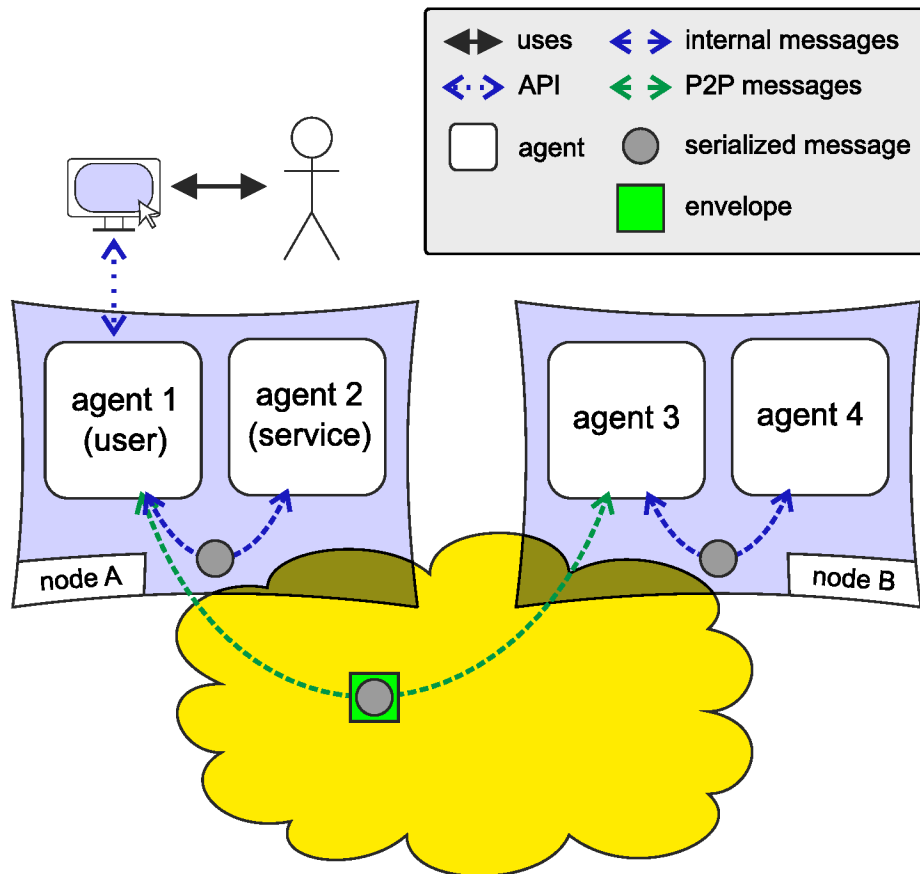 uses
internal messages
API
P2P messages
agent
serialized message
envelope
agent 1
(user)
agent 2
(service)
agent 3
agent 4
node A
node B